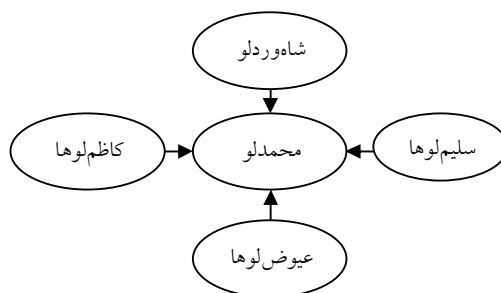 شاه‌وردلو
سلیم‌لوها
محمدلو
کاظم‌لوها
عیوض‌لوها